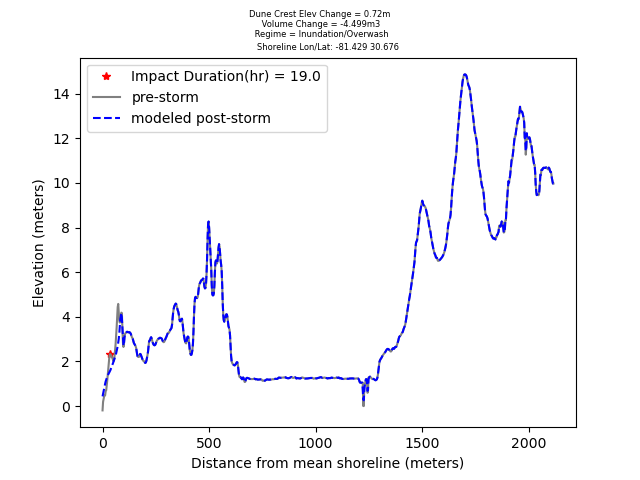 Dune Crest Elev Change = 0.72m
Volume Change = -4.499m3
Regime = Inundation/Overwash
Shoreline Lon/Lat: -81.429 30.676
Impact Duration(hr) = 19.0
pre-storm
modeled post-storm
Elevation (meters)
14
12
10
8
6
4
2
0
0
500
1000
1500
2000
Distance from mean shoreline (meters)